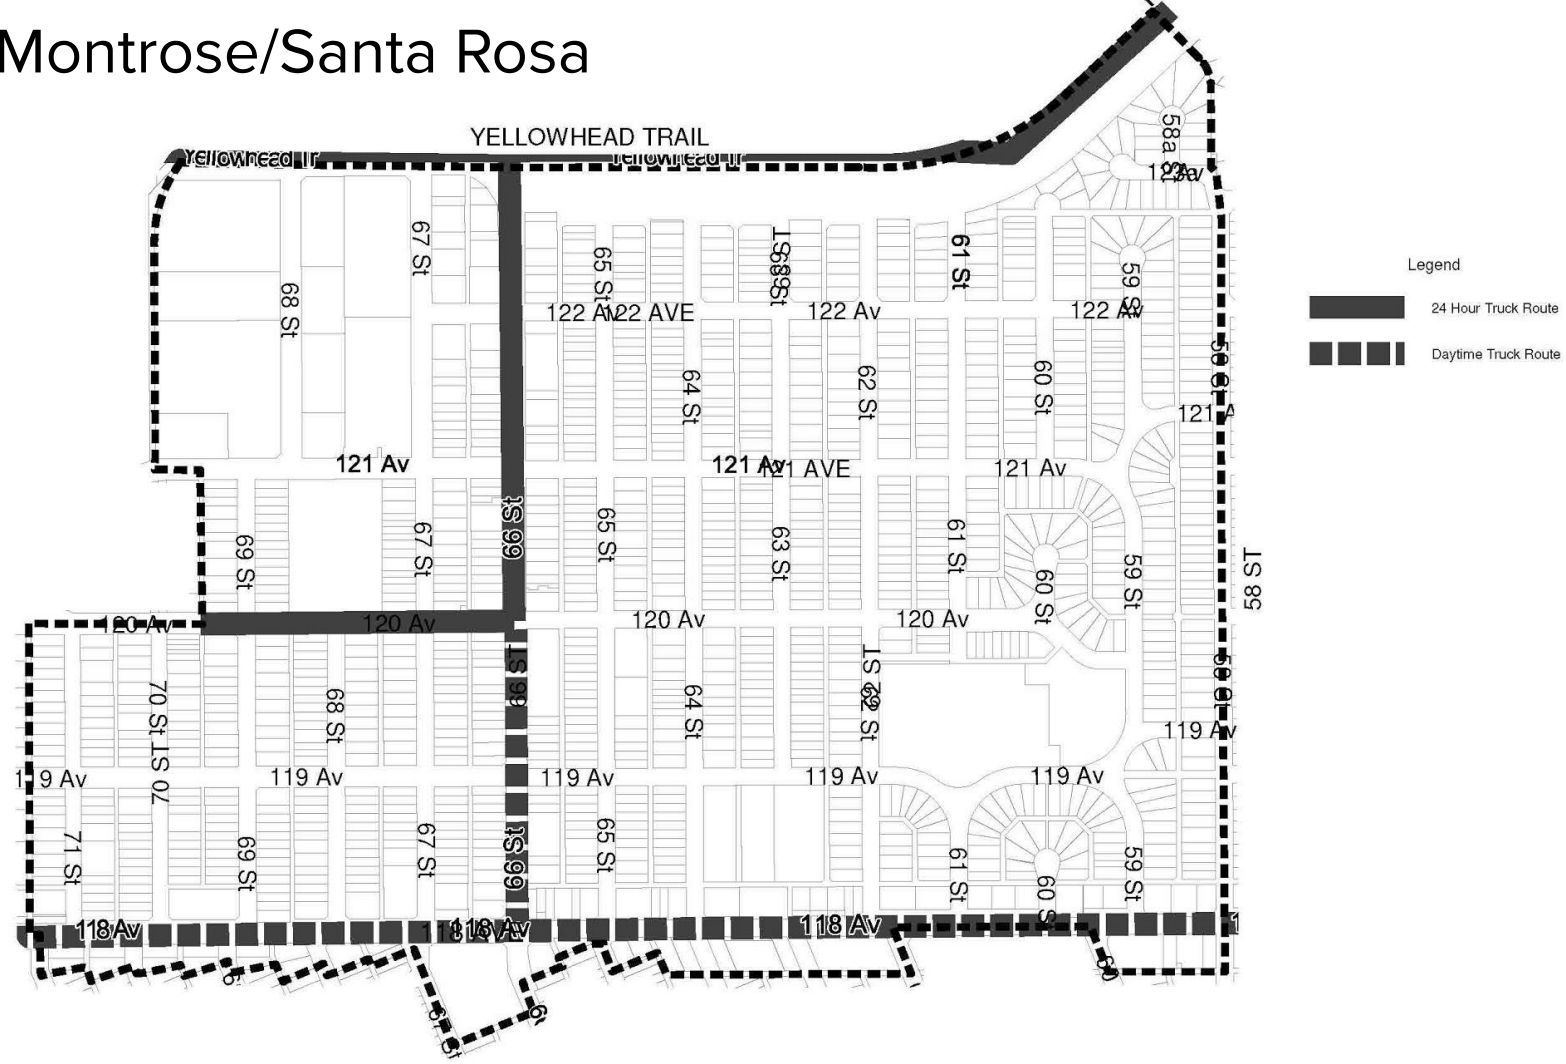 Montrose/Santa Rosa
YELLOWHEAD TRAIL
Yellowhead Tr
Yellowhead Tr
58a St
67 St
65 St
61 St
59 St
68 St
122 AVE
122 Av
122 Av
64 St
62 St
60 St
121 Av
121 Av
121 AVE
121 Av
66 St
69 St
67 St
65 St
63 St
61 St
60 St
59 St
58 ST
120 Av
120 Av
120 Av
120 Av
66 ST
70 St
68 St
64 St
62 St
119 Av
70 ST
119 Av
119 Av
119 Av
119 Av
119 Av
71 St
69 St
67 St
66 St
65 St
61 St
59 St
118 Av
118 Av
118 Av
67 St
Legend
24 Hour Truck Route
Daytime Truck Route